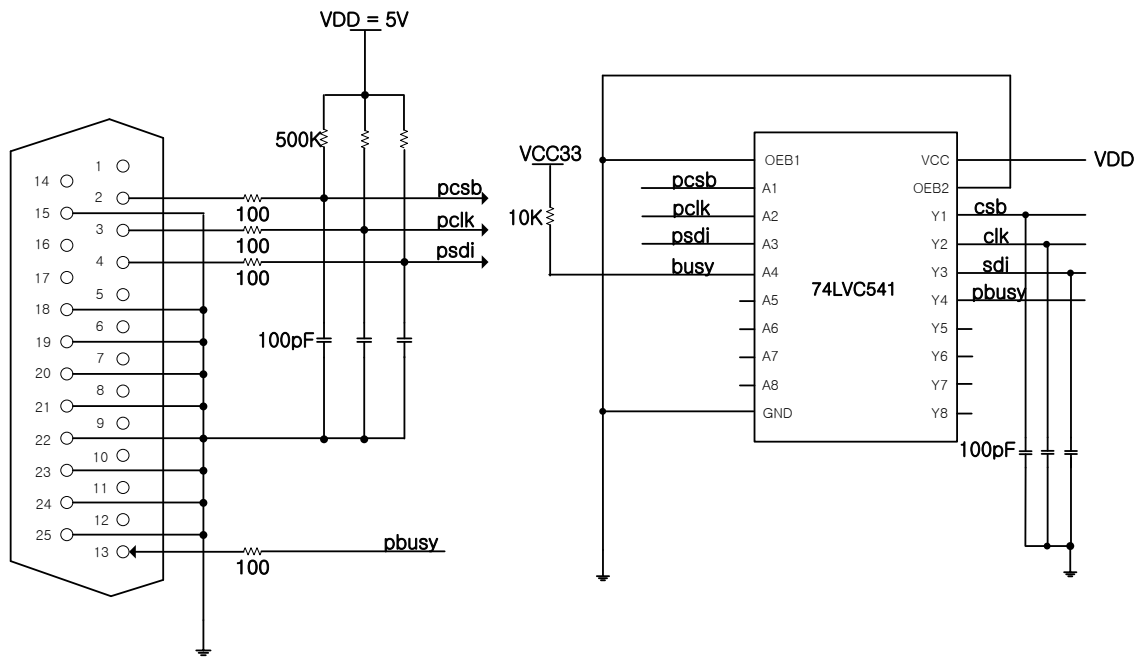 VDD = 5V
500K
1
14
2
15
3
16
4
17
5
18
6
19
7
20
8
21
9
22
10
23
11
24
12
25
13
100
100
100
100
pcsb
pclk
psdi
100pF
pbusy
VCC33
10K
pcsb
pclk
psdi
busy
OEB1
A1
A2
A3
A4
A5
A6
A7
A8
GND
74LVC541
VCC
OEB2
Y1
Y2
Y3
Y4
Y5
Y6
Y7
Y8
VDD
csb
clk
sdi
pbusy
100pF